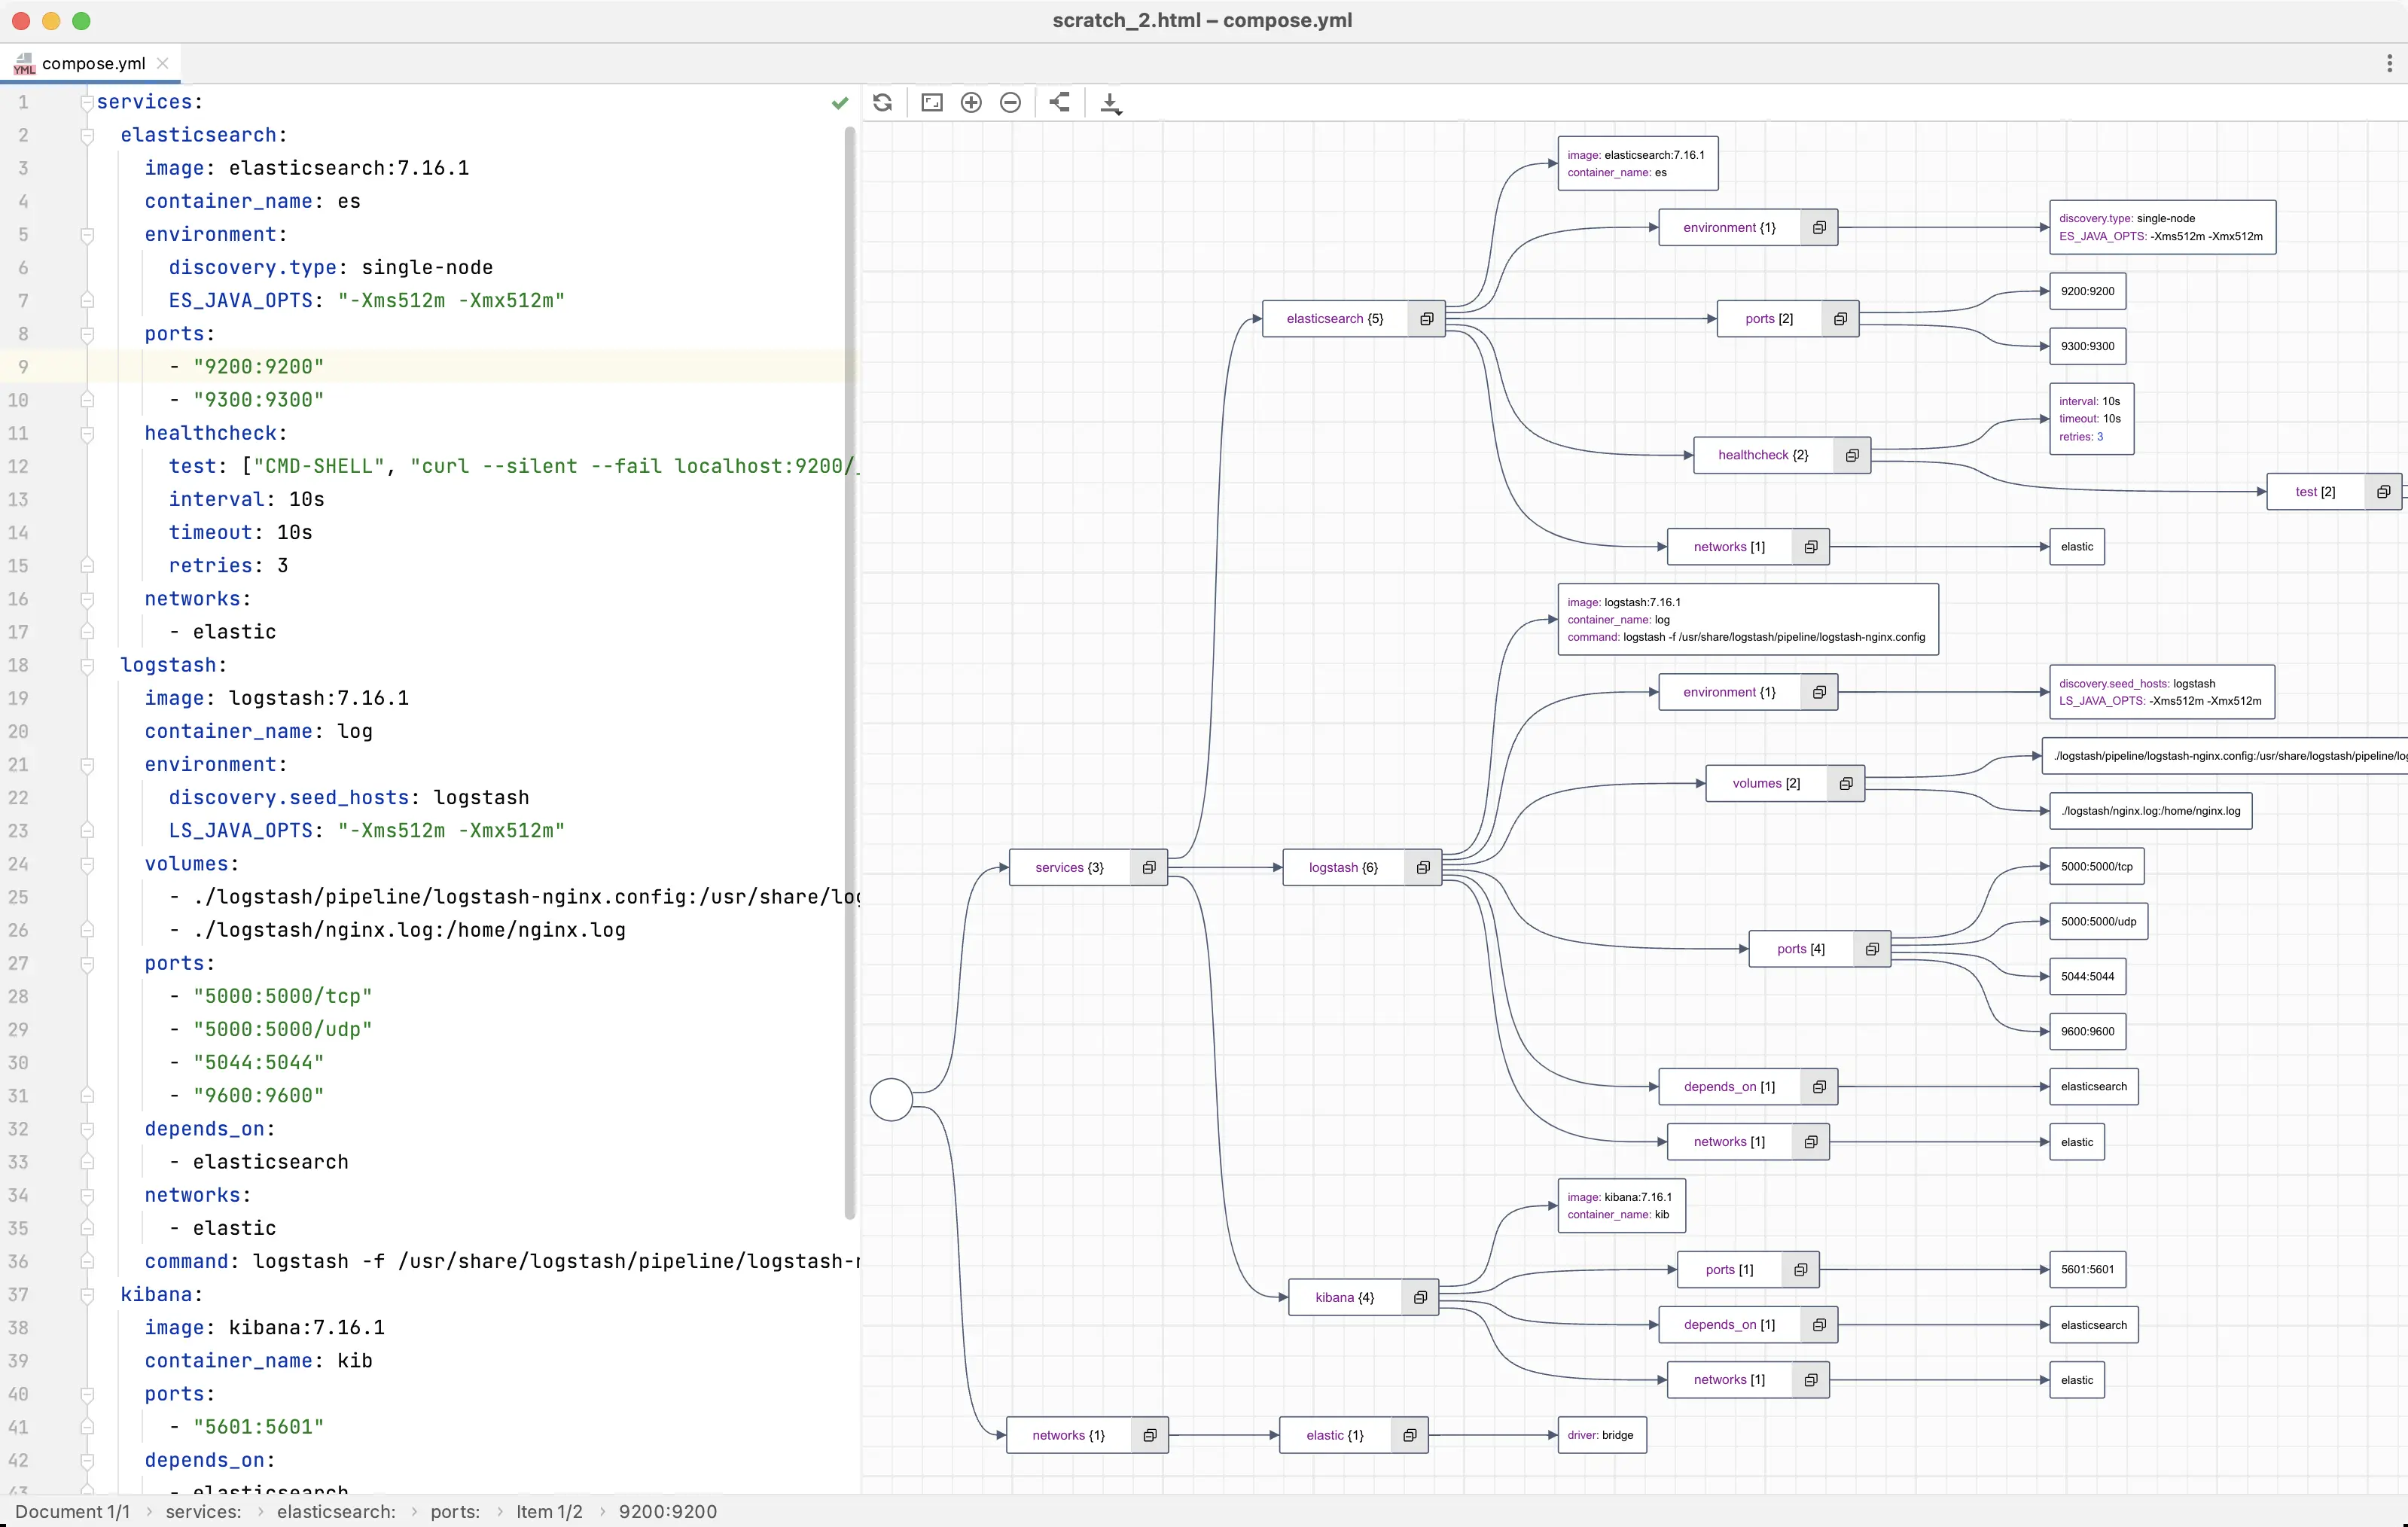 scratch_2.html – compose.yml
YML compose.yml
1 services:
2 elasticsearch:
3 image: elasticsearch:7.16.1
4 container_name: es
5 environment:
6 discovery.type: single-node
7 ES_JAVA_OPTS: "-Xms512m -Xmx512m"
8 ports:
9 - "9200:9200"
10 - "9300:9300"
11 healthcheck:
12 test: ["CMD-SHELL", "curl --silent --fail localhost:9200/_
13 interval: 10s
14 timeout: 10s
15 retries: 3
16 networks:
17 - elastic
18 logstash:
19 image: logstash:7.16.1
20 container_name: log
21 environment:
22 discovery.seed_hosts: logstash
23 LS_JAVA_OPTS: "-Xms512m -Xmx512m"
24 volumes:
25 - ./logstash/pipeline/logstash-nginx.config:/usr/share/log
26 - ./logstash/nginx.log:/home/nginx.log
27 ports:
28 - "5000:5000/tcp"
29 - "5000:5000/udp"
30 - "5044:5044"
31 - "9600:9600"
32 depends_on:
33 - elasticsearch
34 networks:
35 - elastic
36 command: logstash -f /usr/share/logstash/pipeline/logstash-n
37 kibana:
38 image: kibana:7.16.1
39 container_name: kib
40 ports:
41 - "5601:5601"
42 depends_on:
43 - elasticsearch
image: elasticsearch:7.16.1
container_name: es
environment {1}
discovery.type: single-node
ES_JAVA_OPTS: -Xms512m -Xmx512m
elasticsearch {5}
ports [2]
9200:9200
9300:9300
healthcheck {2}
interval: 10s
timeout: 10s
retries: 3
test [2]
networks [1]
elastic
image: logstash:7.16.1
container_name: log
command: logstash -f /usr/share/logstash/pipeline/logstash-nginx.config
environment {1}
discovery.seed_hosts: logstash
LS_JAVA_OPTS: -Xms512m -Xmx512m
volumes [2]
./logstash/pipeline/logstash-nginx.config:/usr/share/logstash/pipeline/log
./logstash/nginx.log:/home/nginx.log
services {3}
logstash {6}
ports [4]
5000:5000/tcp
5000:5000/udp
5044:5044
9600:9600
depends_on [1]
elasticsearch
networks [1]
elastic
image: kibana:7.16.1
container_name: kib
kibana {4}
ports [1]
5601:5601
depends_on [1]
elasticsearch
networks [1]
elastic
networks {1}
elastic {1}
driver: bridge
Document 1/1 › services: › elasticsearch: › ports: › Item 1/2 › 9200:9200